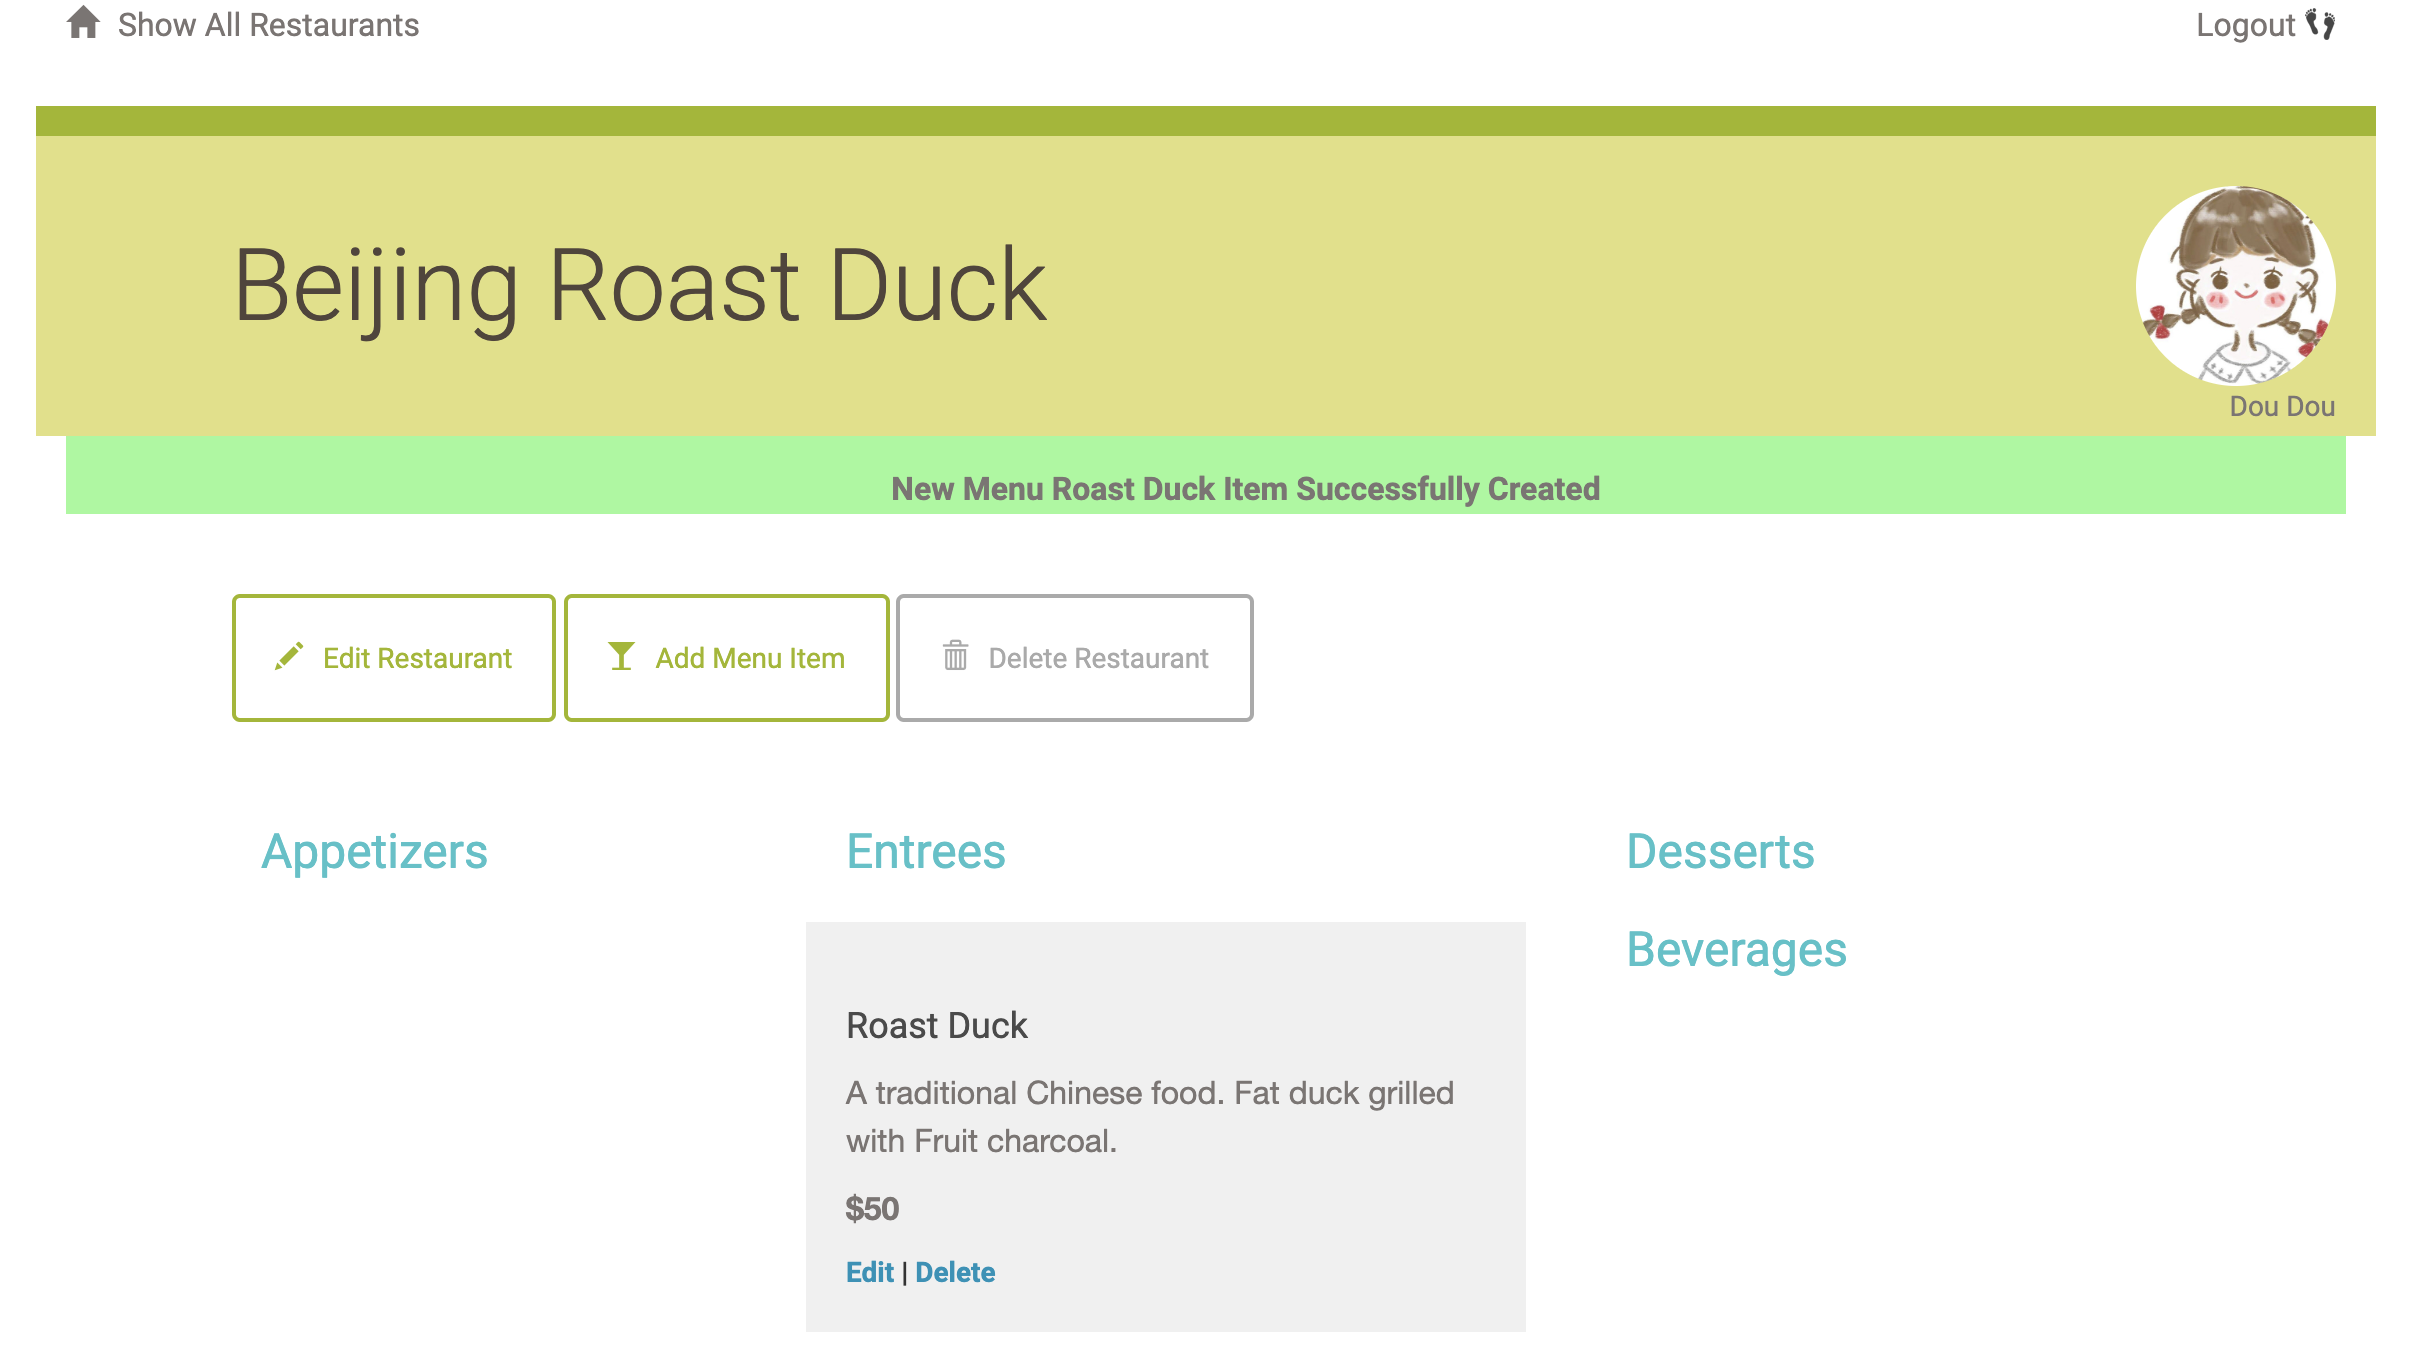 Show All Restaurants
Logout
Beijing Roast Duck
Dou Dou
New Menu Roast Duck Item Successfully Created
Edit Restaurant
Add Menu Item
Delete Restaurant
Appetizers
Entrees
Roast Duck
A traditional Chinese food. Fat duck grilled
with Fruit charcoal.
$50
Edit | Delete
Desserts
Beverages